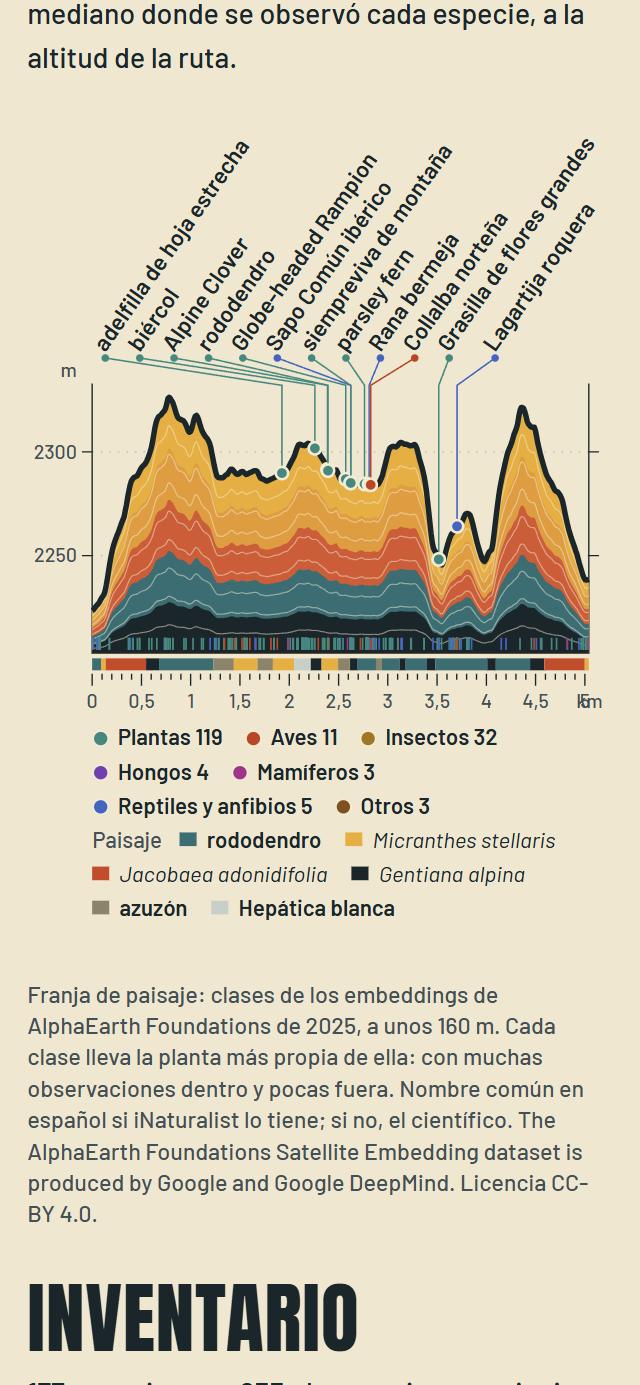 mediano donde se observó cada especie, a la
altitud de la ruta.
adelfilla de hoja estrecha
biércol
Alpine Clover
rododendro
Globe-headed Rampion
Sapo Común ibérico
siempreviva de montaña
parsley fern
Rana bermeja
Collalba norteña
Grasilla de flores grandes
Lagartija roquera
m
2300
2250
0 0,5 1 1,5 2 2,5 3 3,5 4 4,5 5 km
Plantas 119 Aves 11 Insectos 32
Hongos 4 Mamíferos 3
Reptiles y anfibios 5 Otros 3
Paisaje rododendro Micranthes stellaris
Jacobaea adonidifolia Gentiana alpina
azuzón Hepática blanca
Franja de paisaje: clases de los embeddings de
AlphaEarth Foundations de 2025, a unos 160 m. Cada
clase lleva la planta más propia de ella: con muchas
observaciones dentro y pocas fuera. Nombre común en
español si iNaturalist lo tiene; si no, el científico. The
AlphaEarth Foundations Satellite Embedding dataset is
produced by Google and Google DeepMind. Licencia CC-
BY 4.0.
INVENTARIO